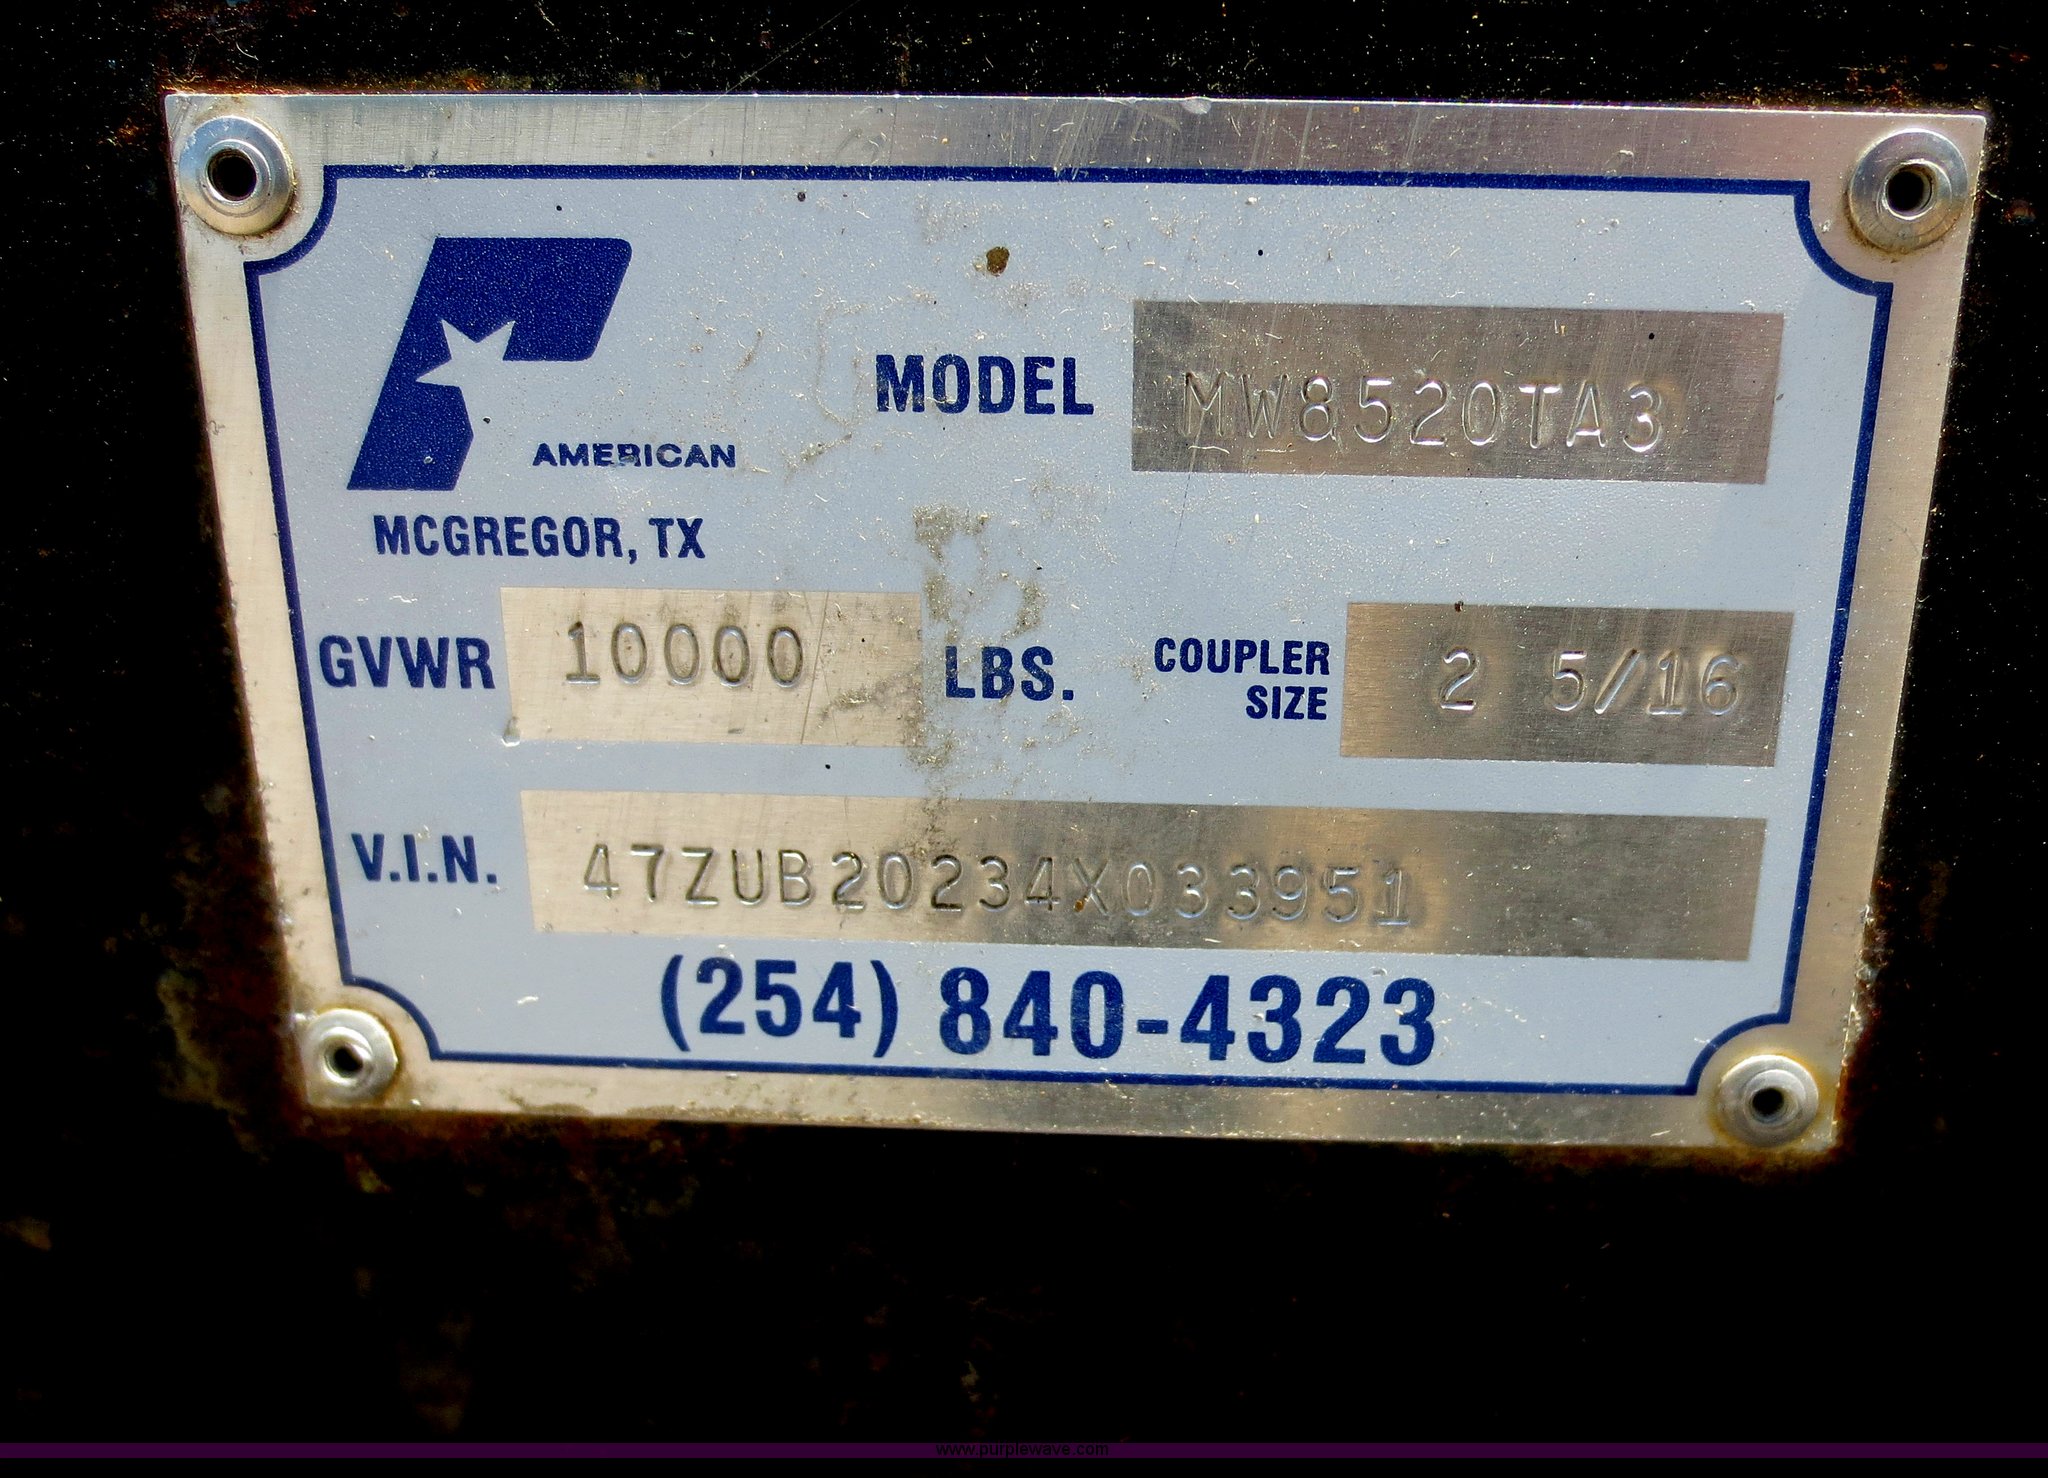 AMERICAN
MCGREGOR, TX
MODEL MW8520TA3
GVWR 10000 LBS.
COUPLER SIZE 2 5/16
V.I.N. 47ZUB20234X033951
(254) 840-4323
www.purplewave.com